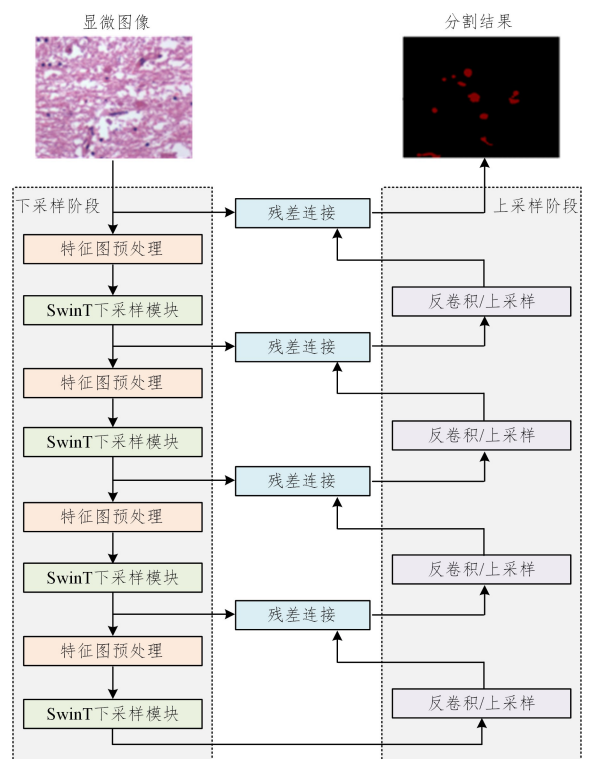 显微图像
分割结果
下采样阶段
残差连接
上采样阶段
特征图预处理
SwinT下采样模块
反卷积/上采样
残差连接
特征图预处理
SwinT下采样模块
反卷积/上采样
残差连接
特征图预处理
SwinT下采样模块
反卷积/上采样
残差连接
特征图预处理
SwinT下采样模块
反卷积/上采样